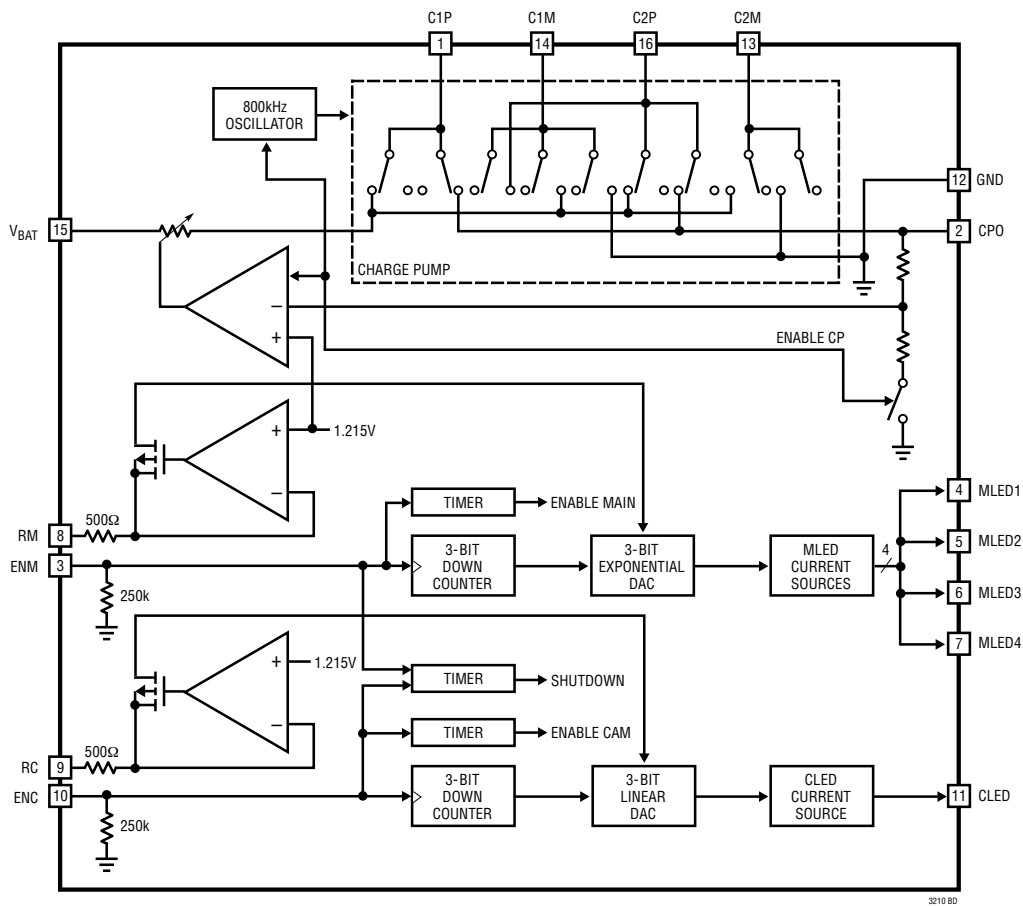 C1P C1M C2P C2M
1 14 16 13
800kHz
OSCILLATOR
12 GND
VBAT 15
2 CPO
CHARGE PUMP
–
+
ENABLE CP
+ 1.215V
–
TIMER ENABLE MAIN
4 MLED1
500Ω
RM 8
3-BIT
DOWN
COUNTER
3-BIT
EXPONENTIAL
DAC
MLED
CURRENT
SOURCES
4
5 MLED2
ENM 3
250k
6 MLED3
7 MLED4
+ 1.215V
–
TIMER SHUTDOWN
TIMER ENABLE CAM
500Ω
RC 9
ENC 10
3-BIT
DOWN
COUNTER
3-BIT
LINEAR
DAC
CLED
CURRENT
SOURCE
11 CLED
250k
3210 BD